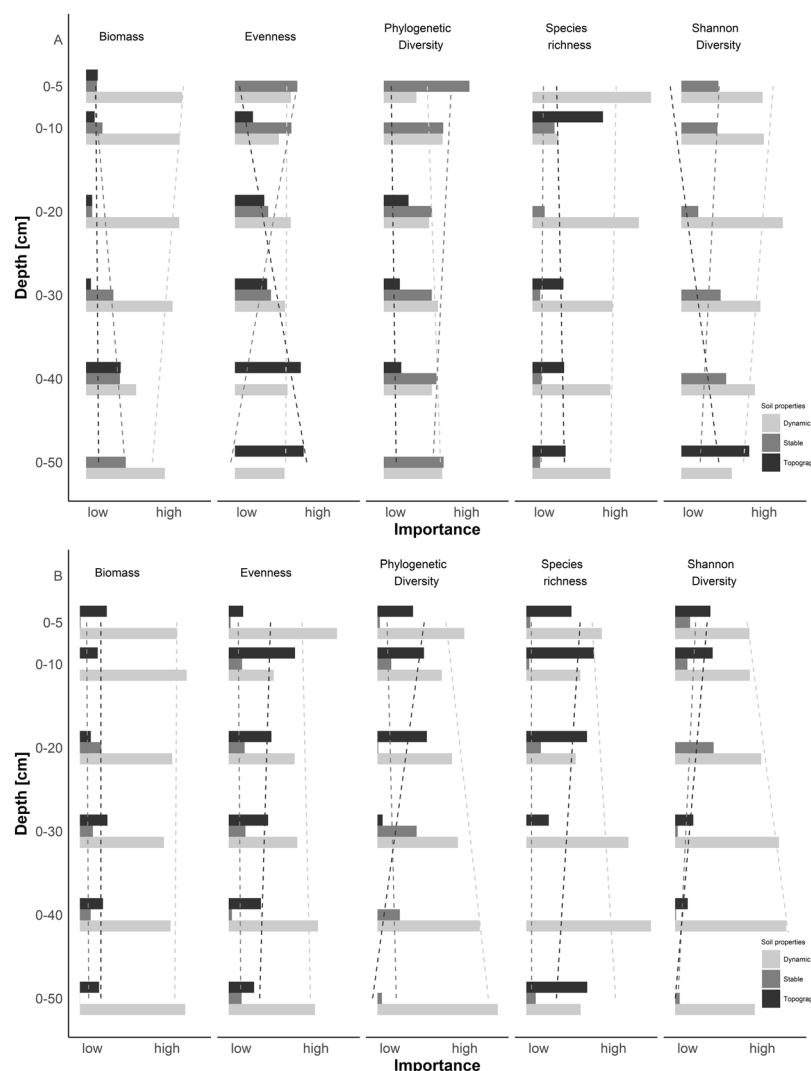 A
Biomass
Evenness
Phylogenetic
Diversity
Species
richness
Shannon
Diversity
Depth [cm]
0-5
0-10
0-20
0-30
0-40
0-50
Soil properties
Dynamic
Stable
Topograp
low high low high low high low high low high
Importance
B
Biomass
Evenness
Phylogenetic
Diversity
Species
richness
Shannon
Diversity
Depth [cm]
0-5
0-10
0-20
0-30
0-40
0-50
Soil properties
Dynamic
Stable
Topograp
low high low high low high low high low high
Importance